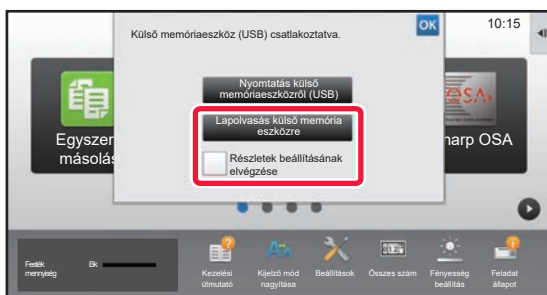 Külső memóriaeszköz (USB) csatlakoztatva.
OK
10:15
Nyomtatás külső
memóriaeszközről (USB)
Lapolvasás külső memória
eszközre
Részletek beállításának
elvégzése
Egyszer
másolás
OSA
harp OSA
Festék
mennyiség
Bk
Kezelési
útmutató
Kijelző mód
nagyítása
Beállítások
Összes szám
Fényesség
beállítás
Feladat
állapot